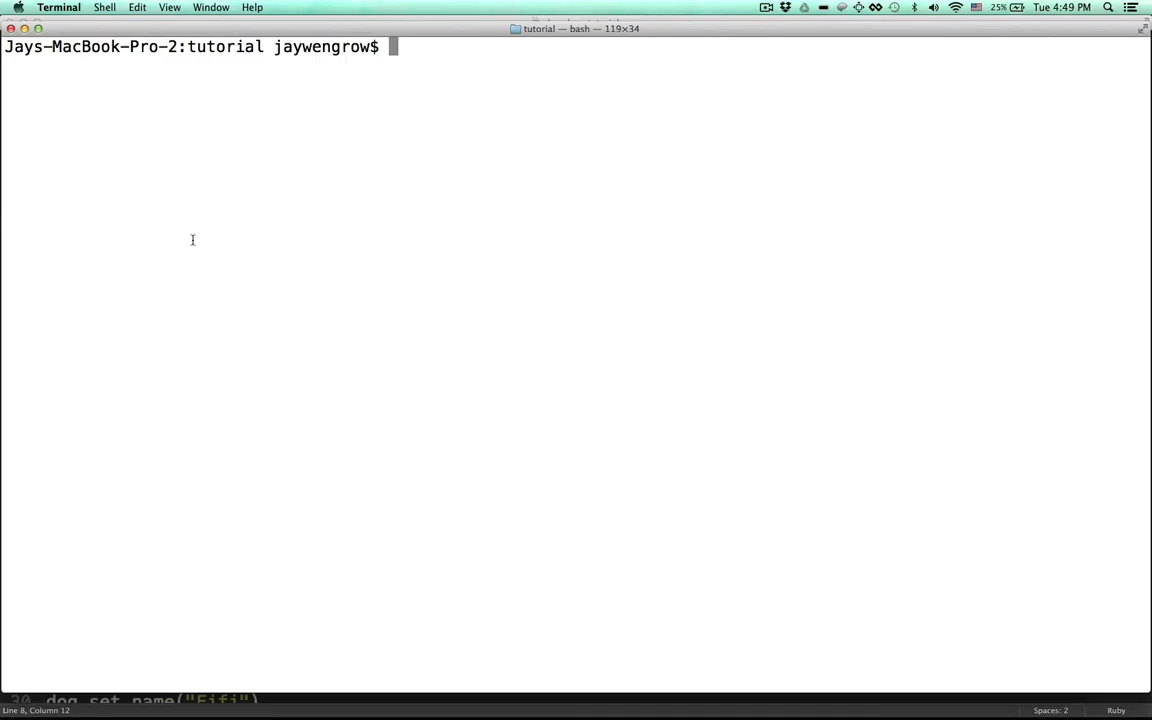 Terminal Shell Edit View Window Help 25% Tue 4:49 PM
tutorial — bash — 119×34
Jays-MacBook-Pro-2:tutorial jaywengrow$
30 dog.set_name("Fifi")
Line 8, Column 12 Spaces: 2 Ruby